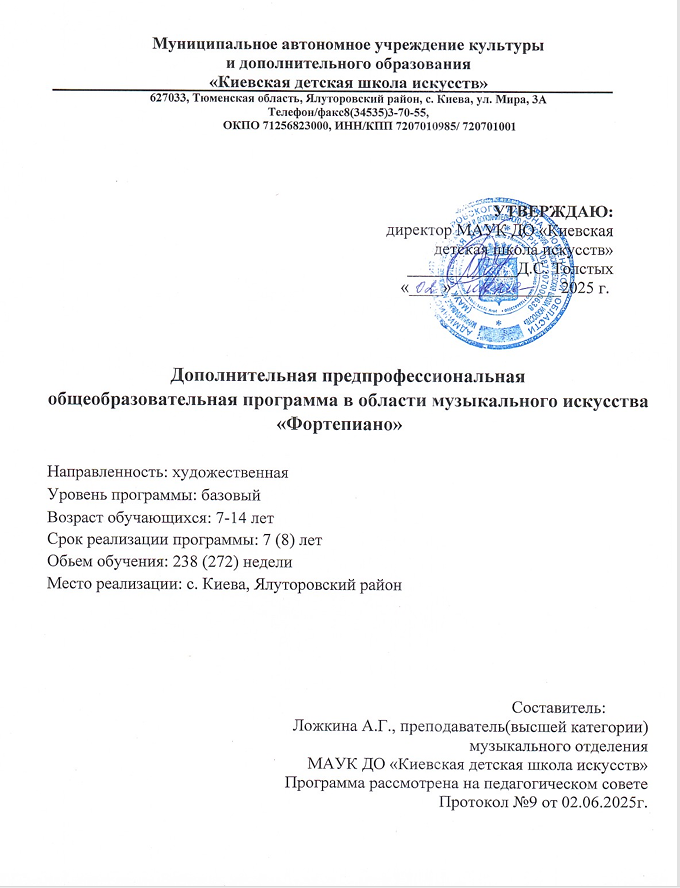 Муниципальное автономное учреждение культуры
и дополнительного образования
«Киевская детская школа искусств»
627033, Тюменская область, Ялуторовский район, с. Киева, ул. Мира, 3А
Телефон/факс8(34535)3-70-55,
ОКПО 71256823000, ИНН/КПП 7207010985/ 720701001
УТВЕРЖДАЮ:
директор МАУК ДО «Киевская
детская школа искусств»
Д.С. Толстых
« 02 » 2025 г.
Дополнительная предпрофессиональная
общеобразовательная программа в области музыкального искусства
«Фортепиано»
Направленность: художественная
Уровень программы: базовый
Возраст обучающихся: 7-14 лет
Срок реализации программы: 7 (8) лет
Обьем обучения: 238 (272) недели
Место реализации: с. Киева, Ялуторовский район
Составитель:
Ложкина А.Г., преподаватель(высшей категории)
музыкального отделения
МАУК ДО «Киевская детская школа искусств»
Программа рассмотрена на педагогическом совете
Протокол №9 от 02.06.2025г.